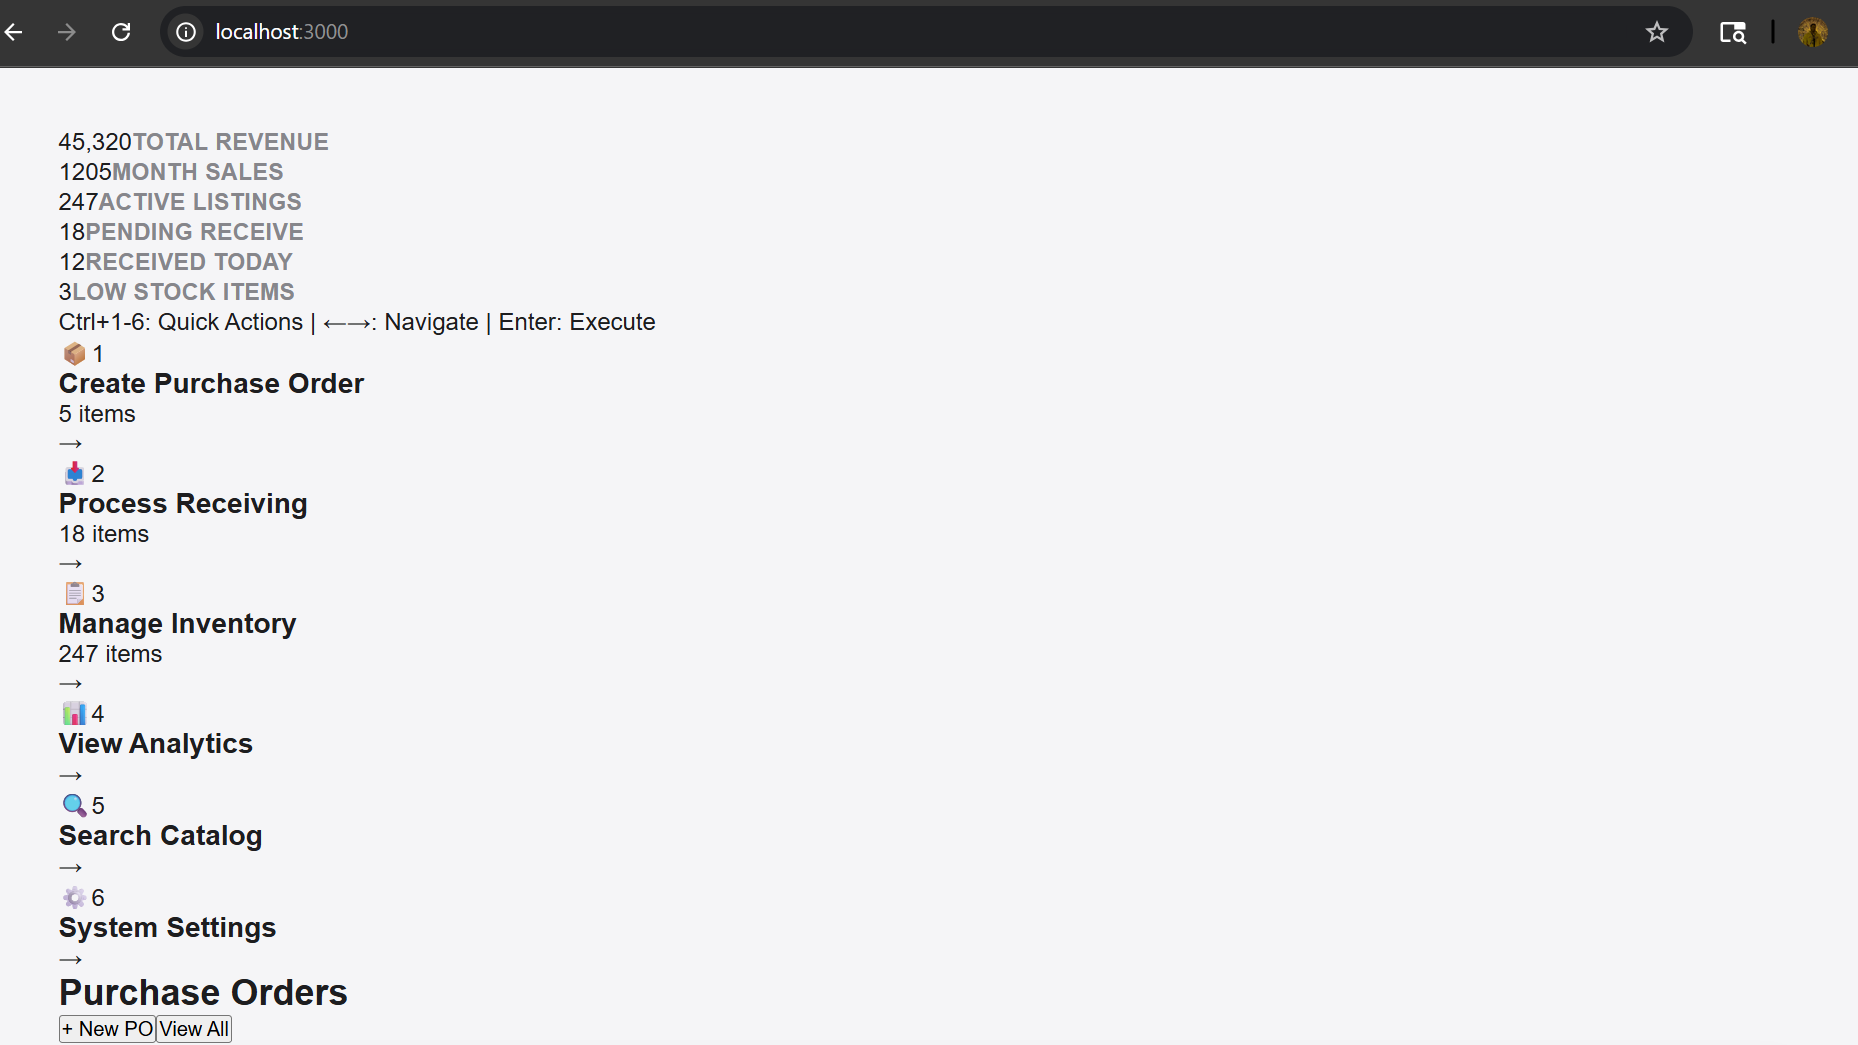 localhost:3000
45,320TOTAL REVENUE
1205MONTH SALES
247ACTIVE LISTINGS
18PENDING RECEIVE
12RECEIVED TODAY
3LOW STOCK ITEMS
Ctrl+1-6: Quick Actions | ←→: Navigate | Enter: Execute
📦 1
Create Purchase Order
5 items
→
📥 2
Process Receiving
18 items
→
📋 3
Manage Inventory
247 items
→
📊 4
View Analytics
→
🔍 5
Search Catalog
→
⚙️ 6
System Settings
→
Purchase Orders
+ New PO View All